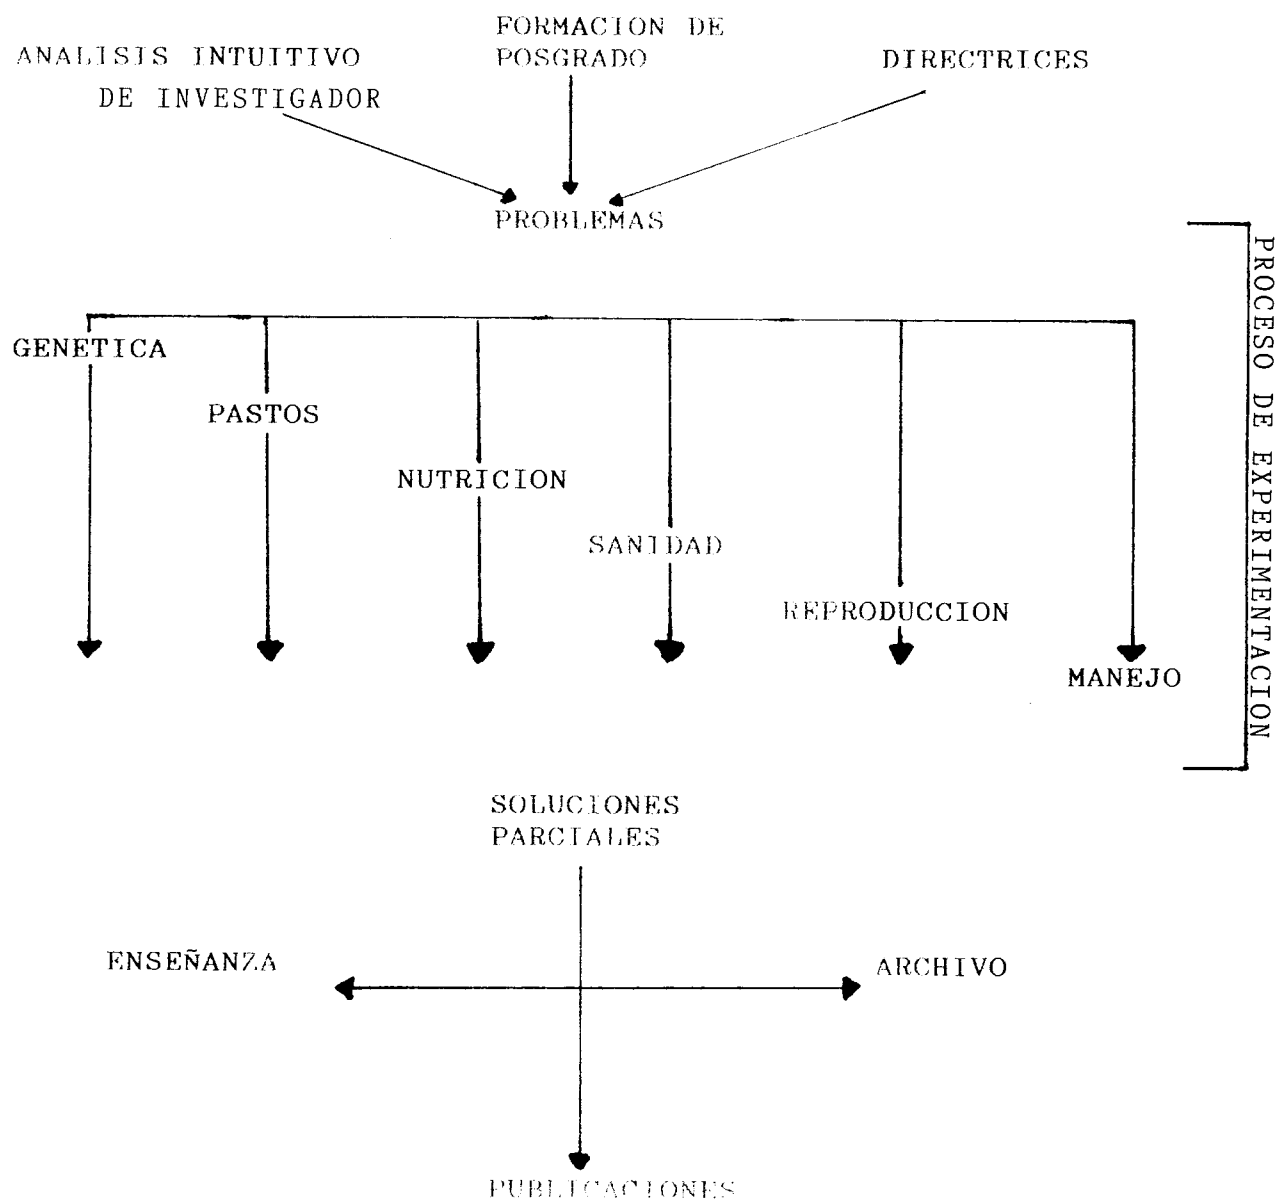 FORMACION DE
POSGRADO
ANALISIS INTUITIVO
DE INVESTIGADOR
DIRECTRICES
PROBLEMAS
PROCESO DE EXPERIMENTACION
GENETICA
PASTOS
NUTRICION
SANIDAD
REPRODUCCION
MANEJO
SOLUCIONES
PARCIALES
ENSEÑANZA
ARCHIVO
PUBLICACIONES